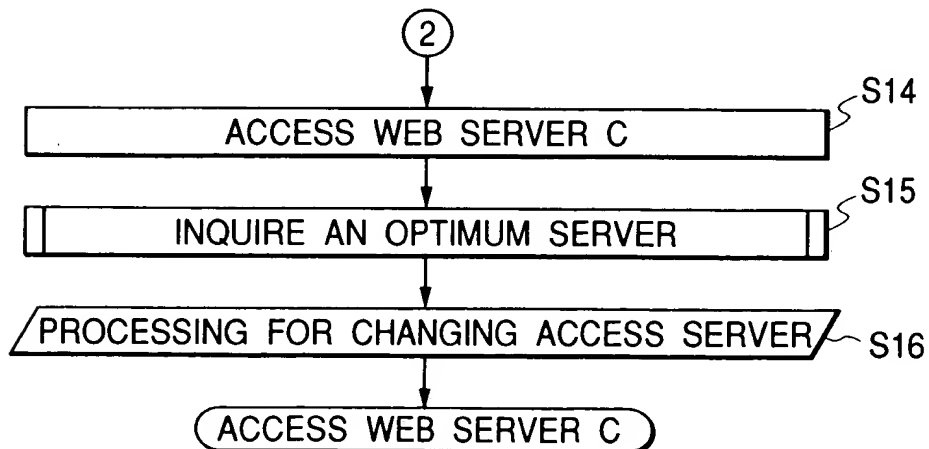 2
S14
ACCESS WEB SERVER C
S15
INQUIRE AN OPTIMUM SERVER
PROCESSING FOR CHANGING ACCESS SERVER
S16
ACCESS WEB SERVER C